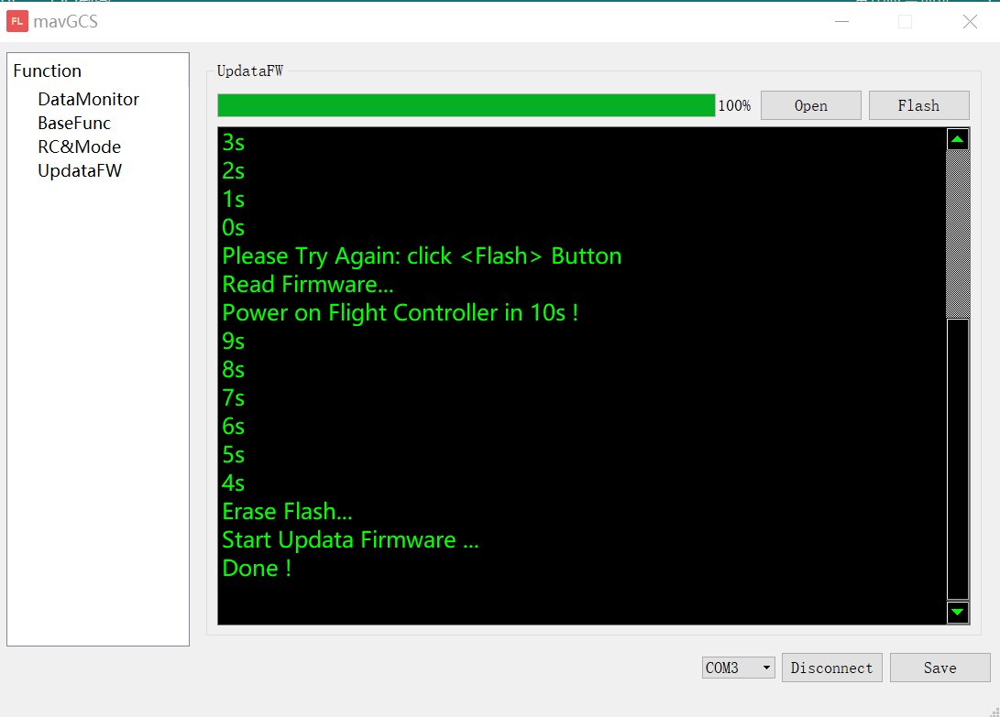 FL mavGCS
Function
DataMonitor
BaseFunc
RC&Mode
UpdataFW
UpdataFW
100%
Open
Flash
3s
2s
1s
0s
Please Try Again: click <Flash> Button
Read Firmware...
Power on Flight Controller in 10s !
9s
8s
7s
6s
5s
4s
Erase Flash...
Start Updata Firmware ...
Done !
COM3
Disconnect
Save